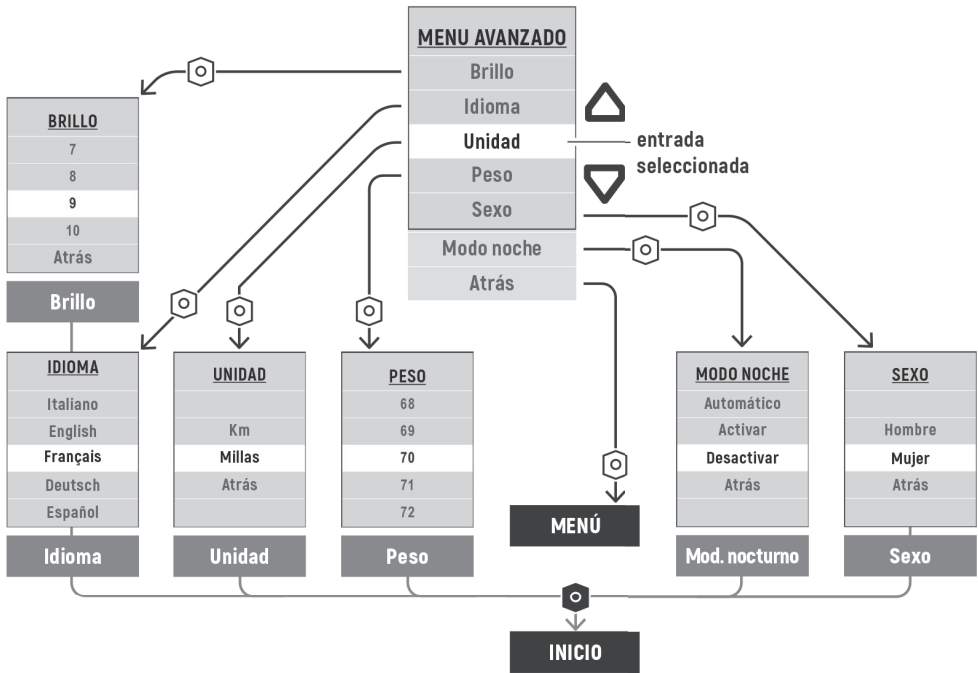 MENU AVANZADO
Brillo
Idioma
Unidad
Peso
Sexo
Modo noche
Atrás
entrada
seleccionada
BRILLO
7
8
9
10
Atrás
Brillo
IDIOMA
Italiano
English
Français
Deutsch
Español
Idioma
UNIDAD
Km
Millas
Atrás
Unidad
PESO
68
69
70
71
72
Peso
MENÚ
MODO NOCHE
Automático
Activar
Desactivar
Atrás
Mod. nocturno
SEXO
Hombre
Mujer
Atrás
Sexo
INICIO